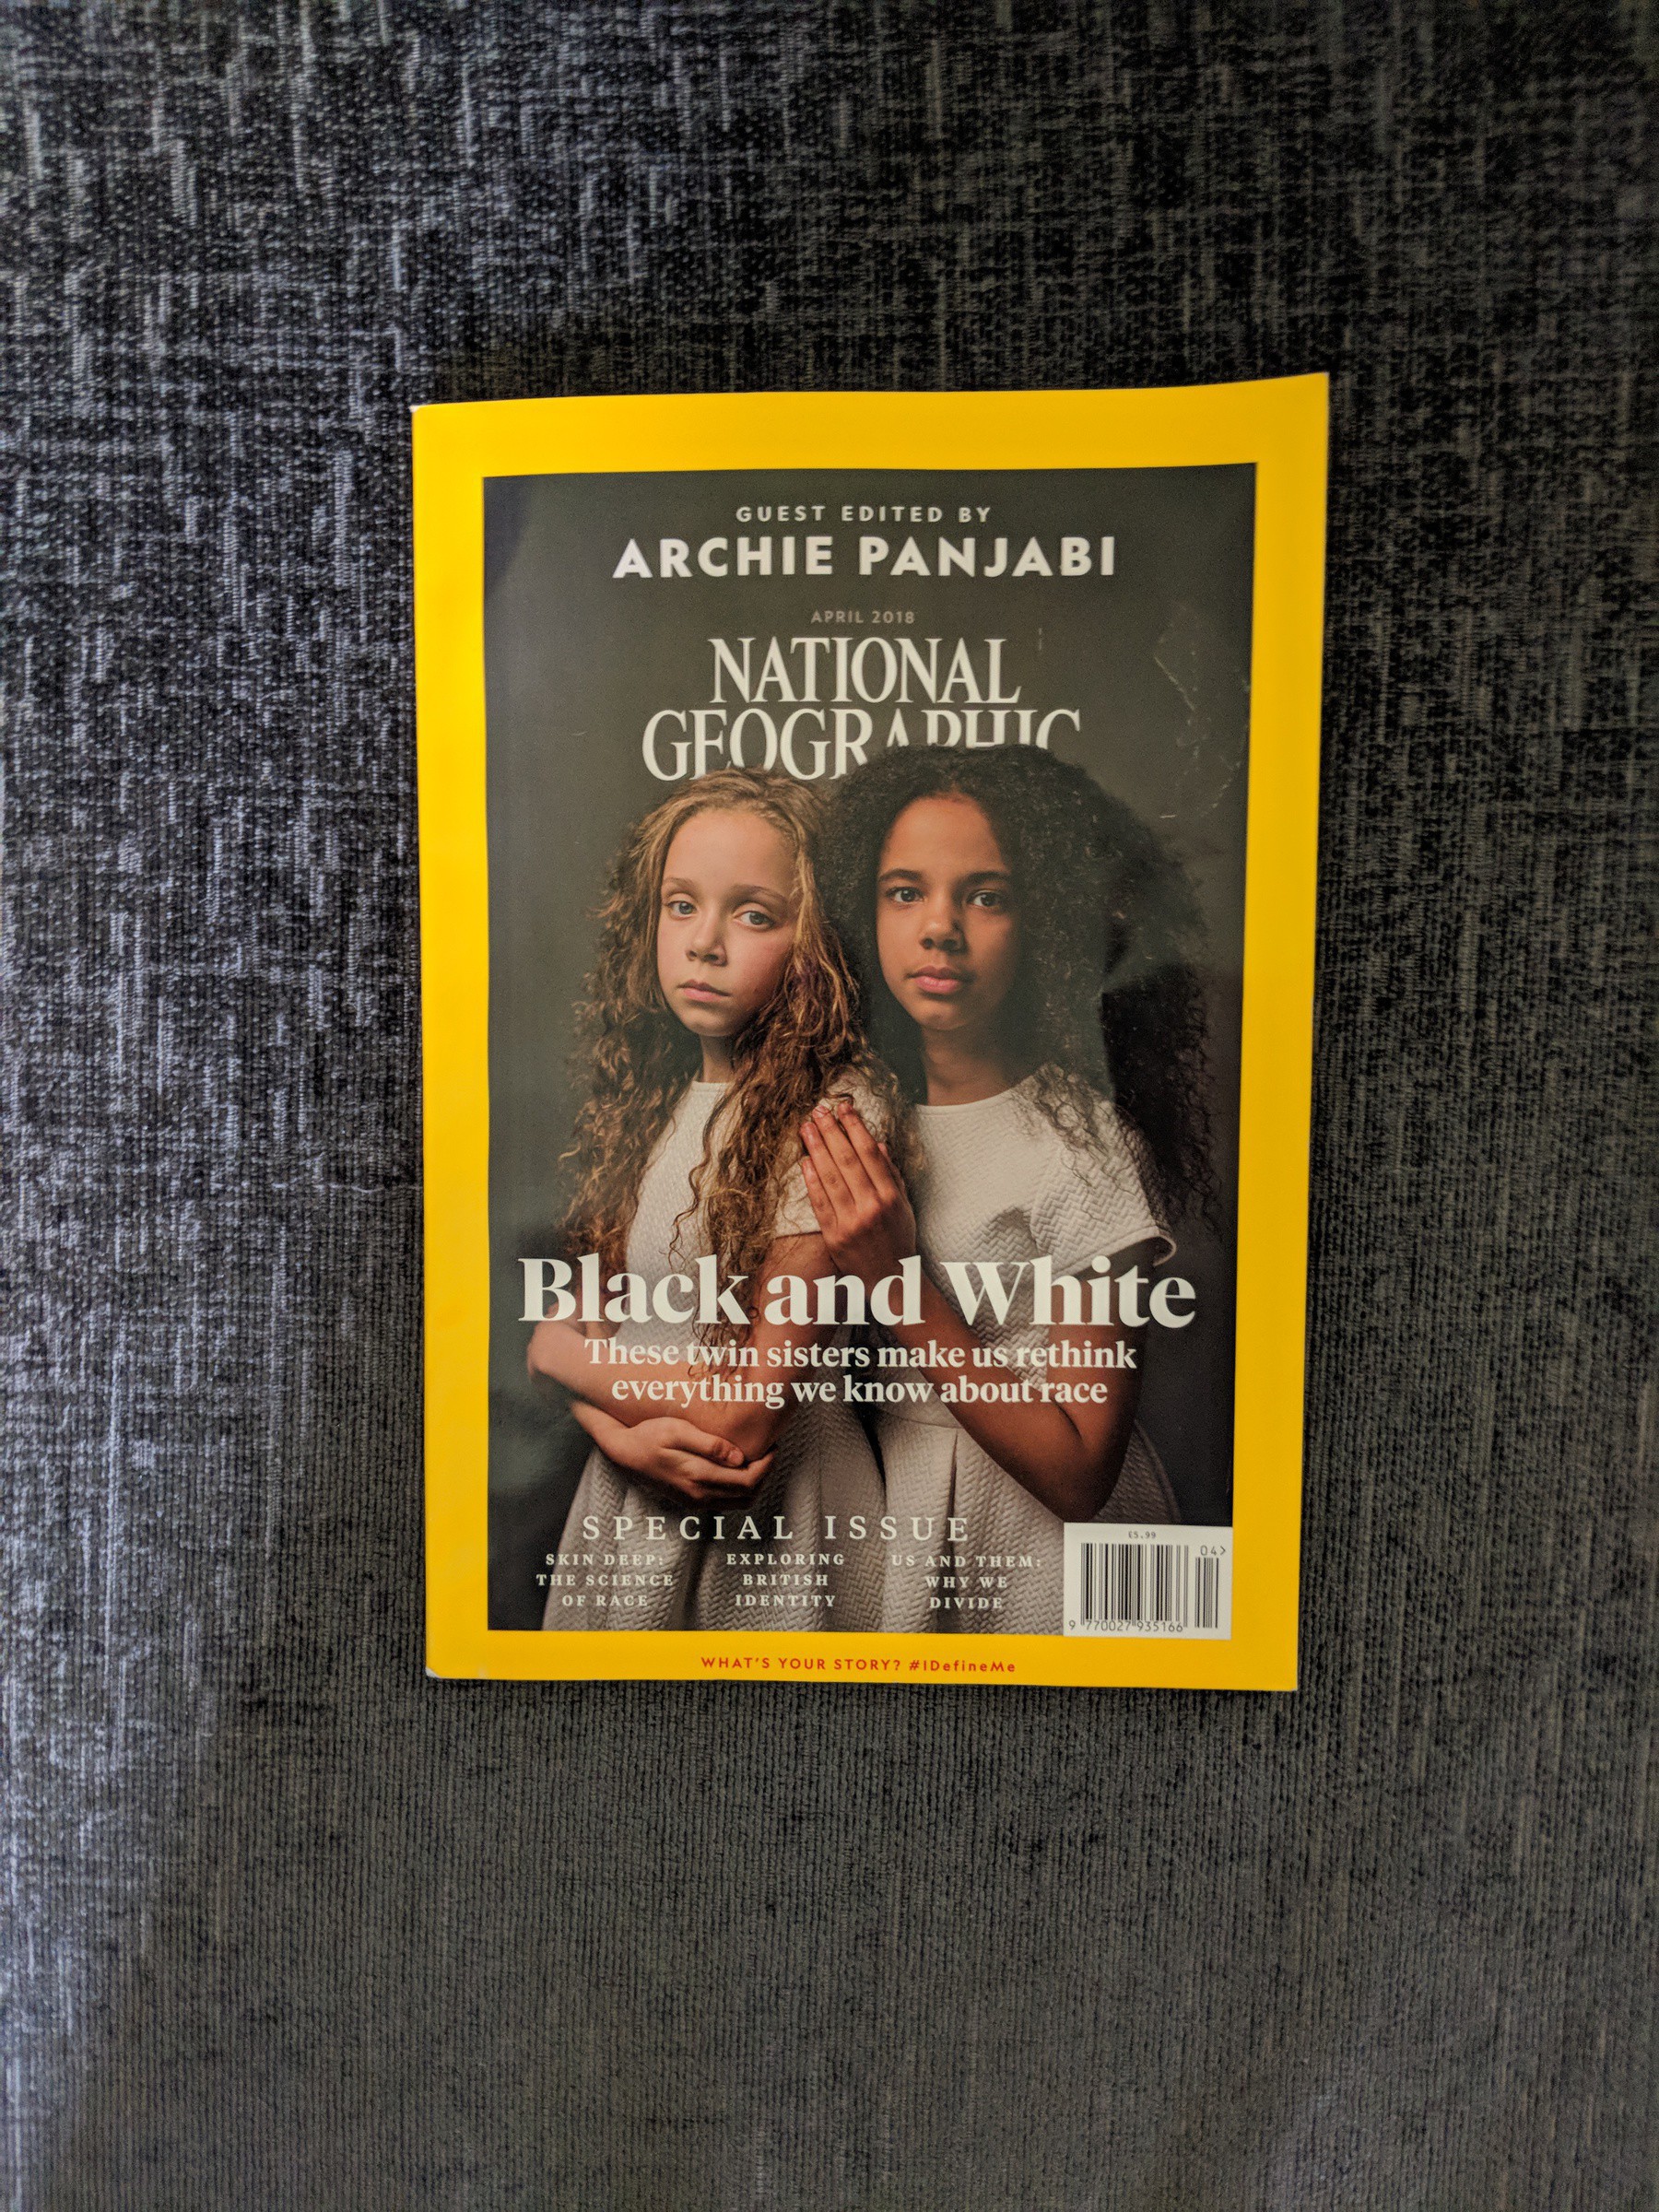 GUEST EDITED BY
ARCHIE PANJABI
APRIL 2018
NATIONAL
GEOGRAPHIC
Black and White
These twin sisters make us rethink
everything we know about race
SPECIAL ISSUE
SKIN DEEP:
THE SCIENCE
OF RACE
EXPLORING
BRITISH
IDENTITY
US AND THEM:
WHY WE
DIVIDE
£5.99
04>
9 770027 935166
WHAT'S YOUR STORY? #IDefineMe